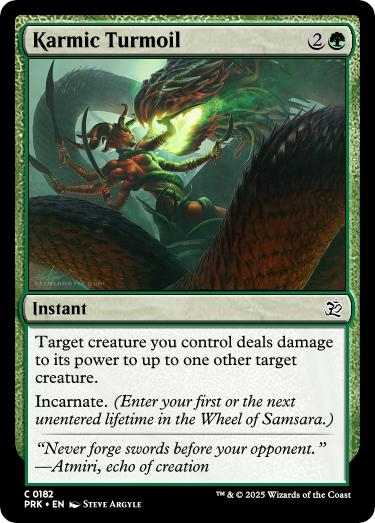 Karmic Turmoil 2
Instant
Target creature you control deals damage
to its power to up to one other target
creature.
Incarnate. (Enter your first or the next
unentered lifetime in the Wheel of Samsara.)
“Never forge swords before your opponent.”
—Atmiri, echo of creation
C 0182
PRK • EN Steve Argyle
™ & © 2025 Wizards of the Coast